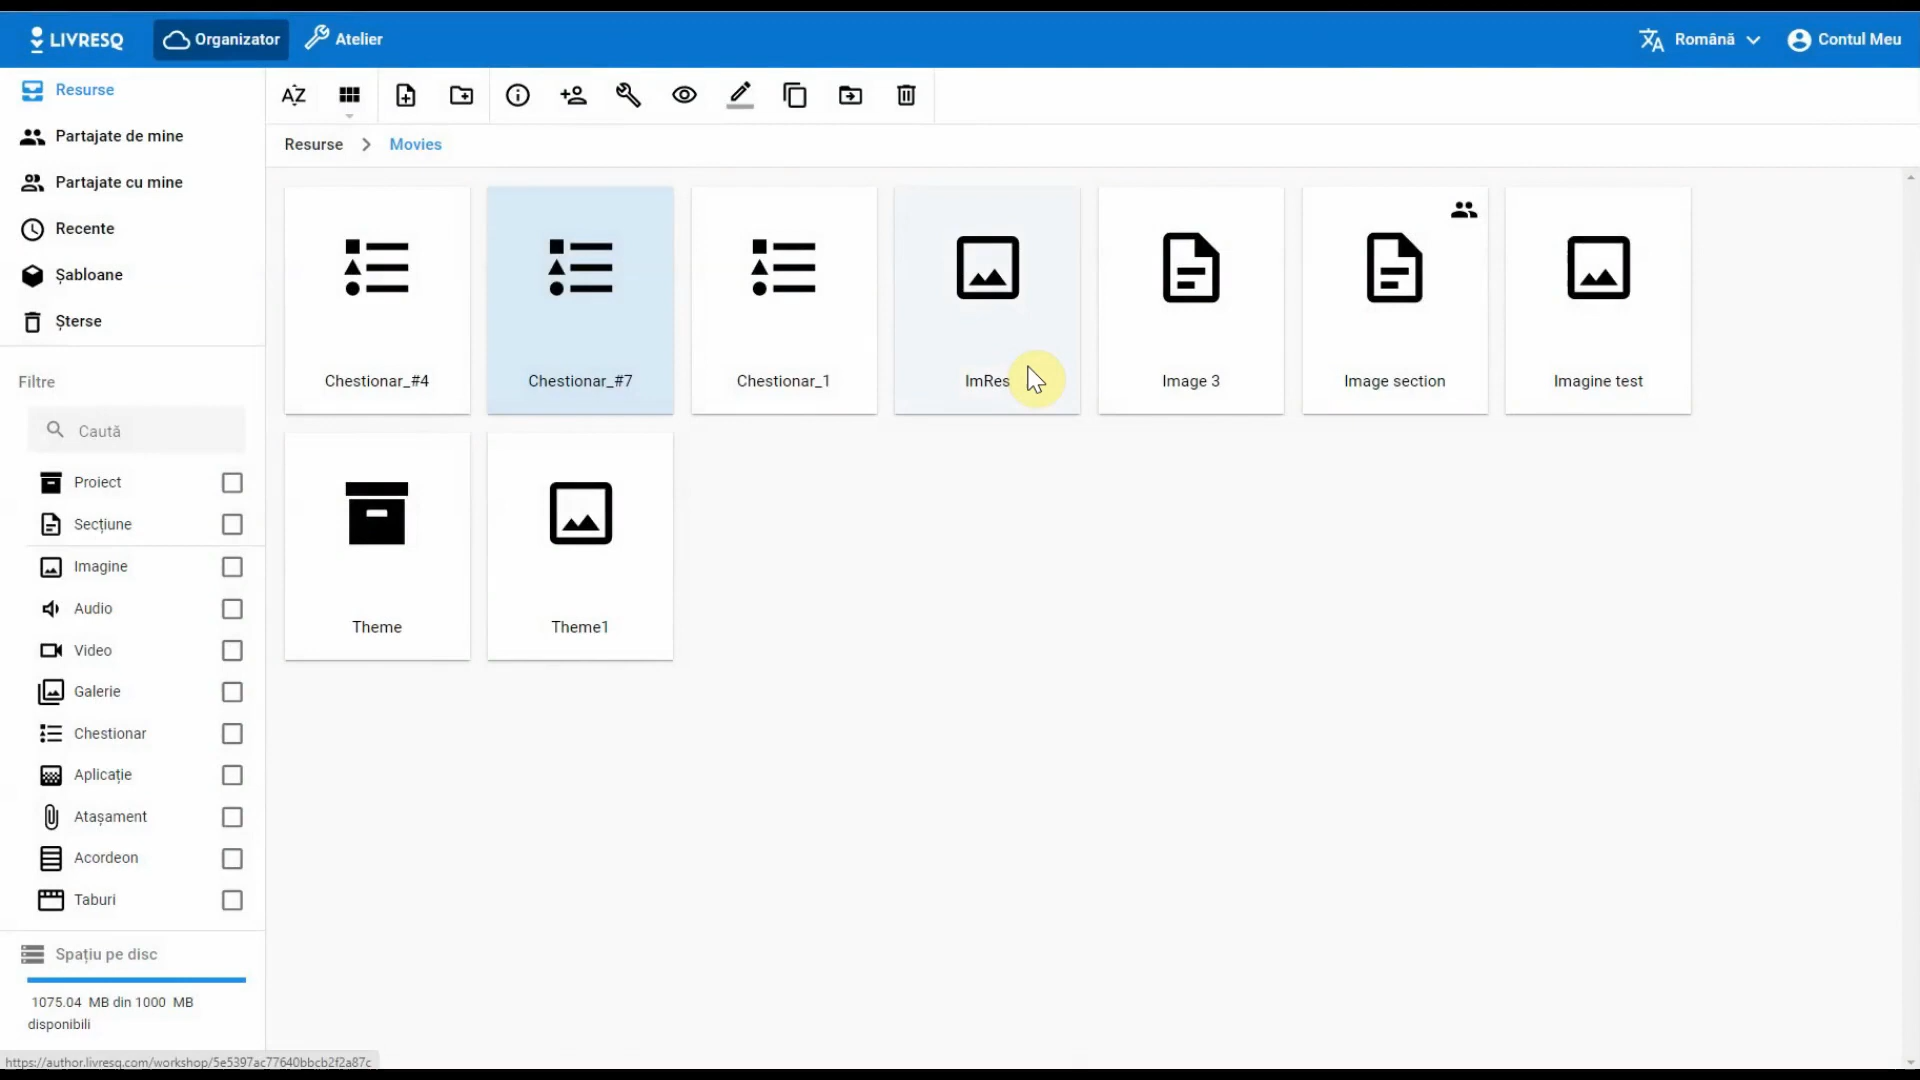 LIVRESQ
Organizator
Atelier
Română
Contul Meu
Resurse
Partajate de mine
Partajate cu mine
Recente
Șabloane
Șterse
Filtre
Caută
Proiect
Secțiune
Imagine
Audio
Video
Galerie
Chestionar
Aplicație
Atașament
Acordeon
Taburi
Spațiu pe disc
1075.04 MB din 1000 MB
disponibili
AZ
Resurse > Movies
Chestionar_#4
Chestionar_#7
Chestionar_1
ImRes
Image 3
Image section
Imagine test
Theme
Theme1
https://author.livresq.com/workshop/5e5397ac77640bbcb2f2a87c